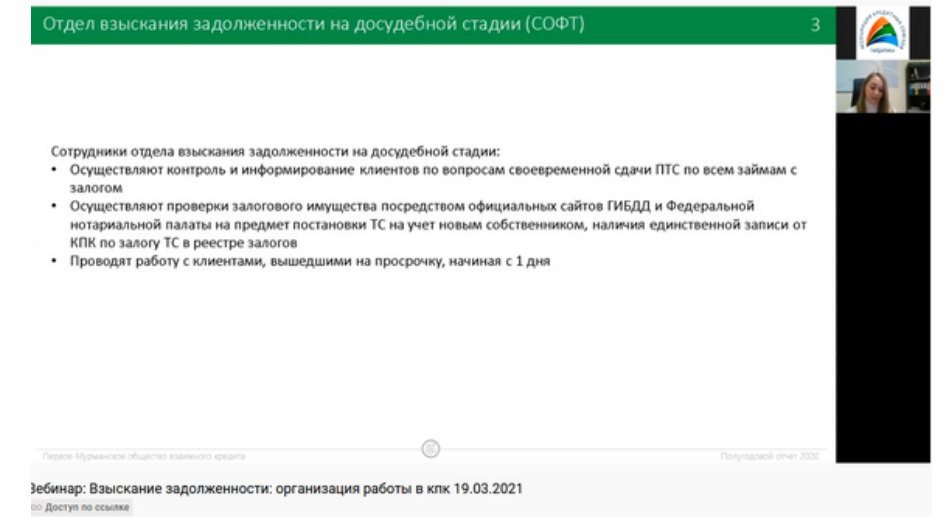 Отдел взыскания задолженности на досудебной стадии (СОФТ) 3
Сотрудники отдела взыскания задолженности на досудебной стадии:
• Осуществляют контроль и информирование клиентов по вопросам своевременной сдачи ПТС по всем займам с
залогом
• Осуществляют проверки залогового имущества посредством официальных сайтов ГИБДД и Федеральной
нотариальной палаты на предмет постановки ТС на учет новым собственником, наличия единственной записи от
КПК по залогу ТС в реестре залогов
• Проводят работу с клиентами, вышедшими на просрочку, начиная с 1 дня
Первое Мурманское общество взаимного кредита
Полугодовой отчет 2020
Вебинар: Взыскание задолженности: организация работы в кпк 19.03.2021
Доступ по ссылке